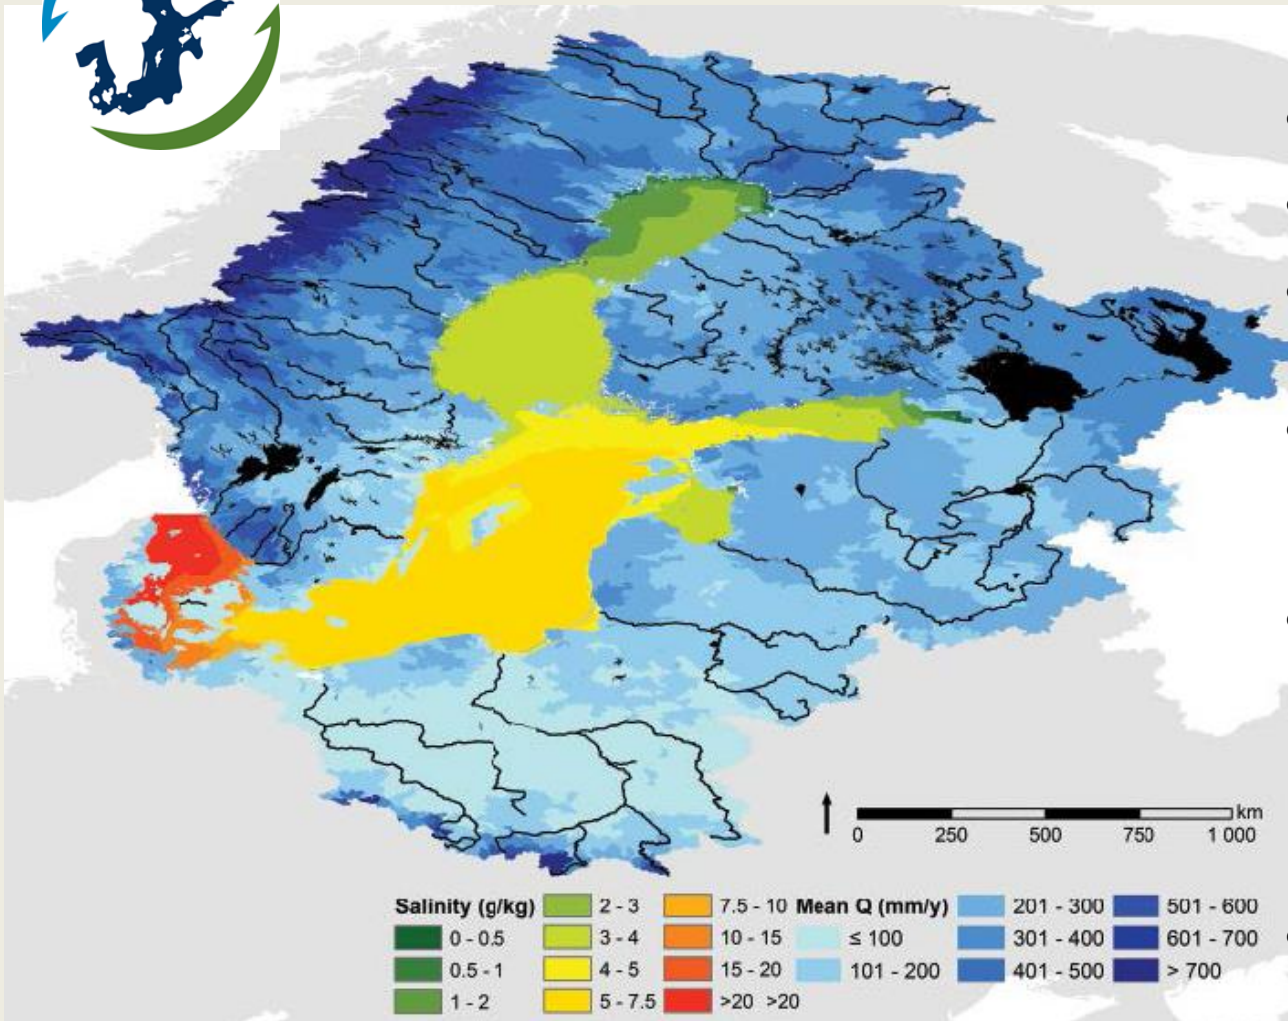 km
0 250 500 750 1 000
Salinity (g/kg) 2 - 3 7.5 - 10 Mean Q (mm/y) 201 - 300 501 - 600
0 - 0.5 3 - 4 10 - 15 ≤ 100 301 - 400 601 - 700
0.5 - 1 4 - 5 15 - 20 101 - 200 401 - 500 > 700
1 - 2 5 - 7.5 >20 >20